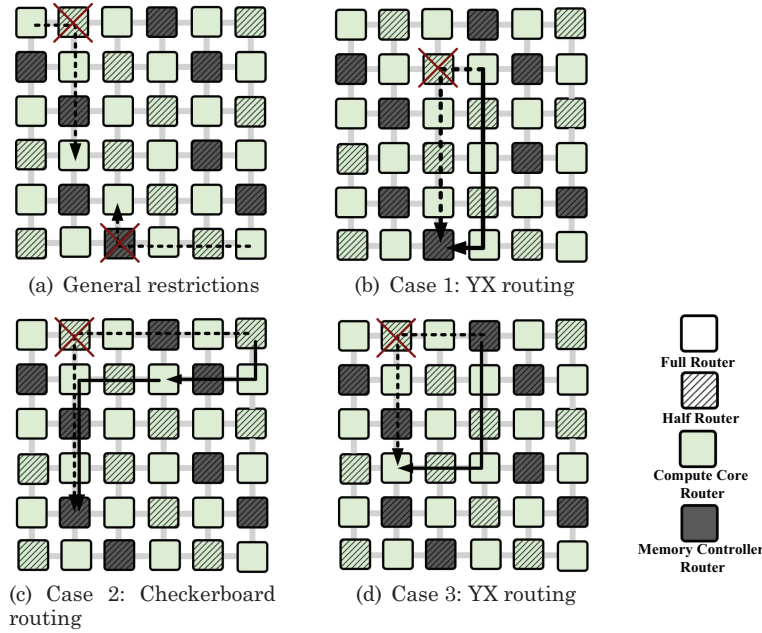 (a) General restrictions
(b) Case 1: YX routing
(c) Case 2: Checkerboard
routing
(d) Case 3: YX routing
Full Router
Half Router
Compute Core
Router
Memory Controller
Router